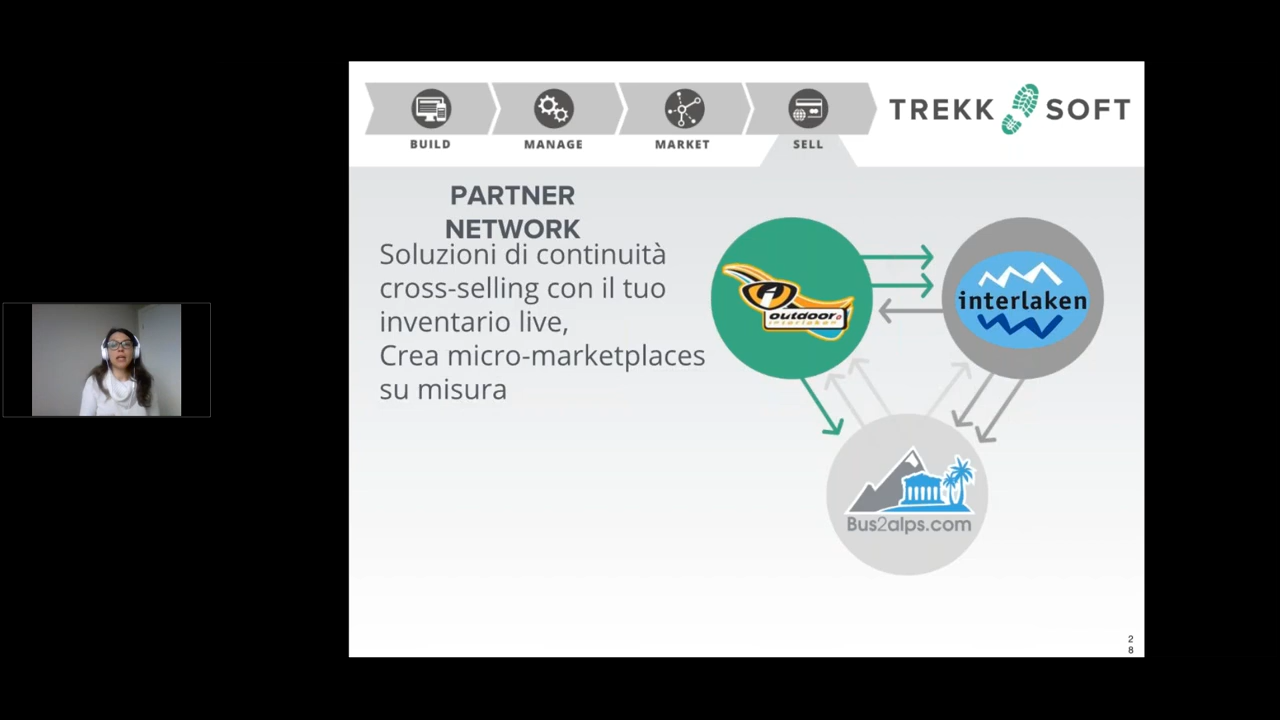 BUILD
MANAGE
MARKET
SELL
TREKK SOFT
PARTNER
NETWORK
Soluzioni di continuità
cross-selling con il tuo
inventario live,
Crea micro-marketplaces
su misura
outdoor
interlaken
interlaken
Bus2alps.com
2
8